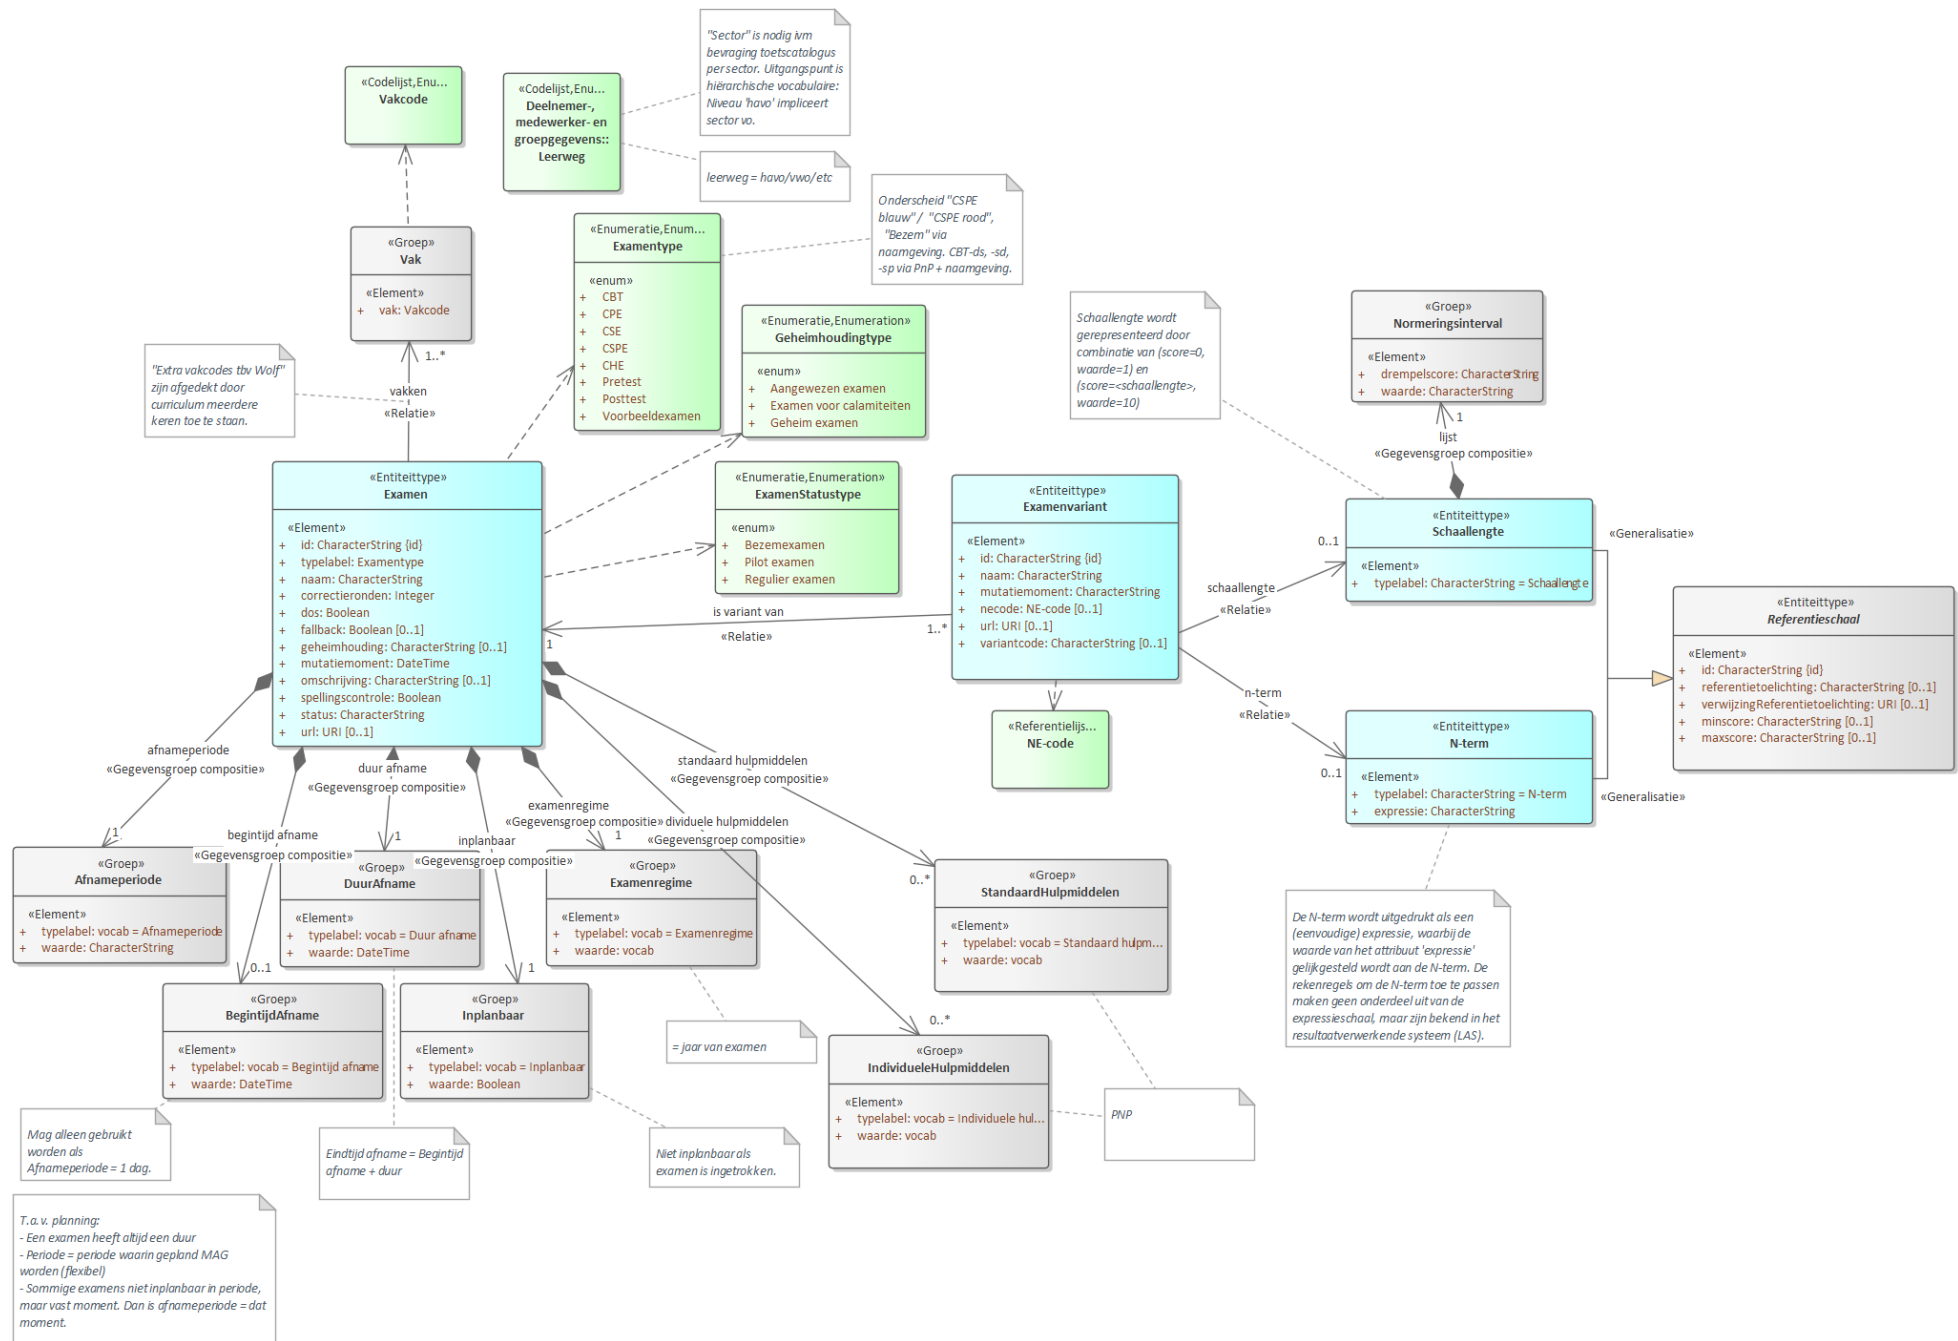 "Sector" is nodig ivm
bevraging toetscatalogus
per sector. Uitgangspunt is
hiërarchische vocabulaire:
Niveau 'havo' impliceert
sector vo.
«Codelijst,Enu...
Vakcode
«Codelijst,Enu...
Deelnemer-,
medewerker- en
groepgegevens::
Leerweg
leerweg = havo/vwo/etc
Onderscheid "CSPE
blauw" / "CSPE rood",
"Bezem" via
naamgeving. CBT-ds, -sd,
-sp via PnP + naamgeving.
«Groep»
Vak
«Element»
+ vak: Vakcode
«Enumeratie,Enum...
Examentype
«enum»
+ CBT
+ CPE
+ CSE
+ CSPE
+ CHE
+ Pretest
+ Posttest
+ Voorbeeldexamen
«Enumeratie,Enumeration»
Geheimhoudingtype
«enum»
+ Aangewezen examen
+ Examen voor calamiteiten
+ Geheim examen
Schaallengte wordt
gerepresenteerd door
combinatie van (score=0,
waarde=1) en
(score=<schaallengte>,
waarde=10)
«Groep»
Normeringsinterval
«Element»
+ drempelscore: CharacterString
+ waarde: CharacterString
"Extra vakcodes tbv Wolf"
zijn afgedekt door
curriculum meerdere
keren toe te staan.
1..*
vakken
«Relatie»
1
lijst
«Gegevensgroep compositie»
«Entiteittype»
Examen
«Element»
+ id: CharacterString {id}
+ typelabel: Examentype
+ naam: CharacterString
+ correctieronden: Integer
+ dos: Boolean
+ fallback: Boolean [0..1]
+ geheimhouding: CharacterString [0..1]
+ mutatiemoment: DateTime
+ omschrijving: CharacterString [0..1]
+ spellingscontrole: Boolean
+ status: CharacterString
+ url: URI [0..1]
«Enumeratie,Enumeration»
ExamenStatustype
«enum»
+ Bezemexamen
+ Pilot examen
+ Regulier examen
«Entiteittype»
Examenvariant
«Element»
+ id: CharacterString {id}
+ naam: CharacterString
+ mutatiemoment: CharacterString
+ necode: NE-code [0..1]
+ url: URI [0..1]
+ variantcode: CharacterString [0..1]
is variant van
«Relatie»
1
1..*
«Entiteittype»
Schaallengte
«Element»
+ typelabel: CharacterString = Schaallengte
0..1
schaallengte
«Relatie»
«Generalisatie»
«Entiteittype»
Referentieschaal
«Element»
+ id: CharacterString {id}
+ referentietoelichting: CharacterString [0..1]
+ verwijzingReferentietoelichting: URI [0..1]
+ minscore: CharacterString [0..1]
+ maxscore: CharacterString [0..1]
n-term
«Relatie»
0..1
«Referentielijs...
NE-code
«Entiteittype»
N-term
«Element»
+ typelabel: CharacterString = N-term
+ expressie: CharacterString
«Generalisatie»
afnameperiode
«Gegevensgroep compositie»
1
duur afname
«Gegevensgroep compositie»
1
standaard hulpmiddelen
«Gegevensgroep compositie»
0..*
examenregime
«Gegevensgroep compositie»
1
dividuele hulpmiddelen
«Gegevensgroep compositie»
0..*
begintijd afname
«Gegevensgroep compositie»
0..1
inplanbaar
«Gegevensgroep compositie»
1
«Groep»
Afnameperiode
«Element»
+ typelabel: vocab = Afnameperiode
+ waarde: CharacterString
«Groep»
DuurAfname
«Element»
+ typelabel: vocab = Duur afname
+ waarde: DateTime
«Groep»
Examenregime
«Element»
+ typelabel: vocab = Examenregime
+ waarde: vocab
«Groep»
StandaardHulpmiddelen
«Element»
+ typelabel: vocab = Standaard hulpm...
+ waarde: vocab
De N-term wordt uitgedrukt als een
(eenvoudige) expressie, waarbij de
waarde van het attribuut 'expressie'
gelijkgesteld wordt aan de N-term. De
rekenregels om de N-term toe te passen
maken geen onderdeel uit van de
expressieschaal, maar zijn bekend in het
resultaatverwerkende systeem (LAS).
«Groep»
BegintijdAfname
«Element»
+ typelabel: vocab = Begintijd afname
+ waarde: DateTime
«Groep»
Inplanbaar
«Element»
+ typelabel: vocab = Inplanbaar
+ waarde: Boolean
= jaar van examen
«Groep»
IndividueleHulpmiddelen
«Element»
+ typelabel: vocab = Individuele hul...
+ waarde: vocab
PNP
Mag alleen gebruikt
worden als
Afnameperiode = 1 dag.
Eindtijd afname = Begintijd
afname + duur
Niet inplanbaar als
examen is ingetrokken.
T.a.v. planning:
- Een examen heeft altijd een duur
- Periode = periode waarin gepland MAG
worden (flexibel)
- Sommige examens niet inplanbaar in periode,
maar vast moment. Dan is afnameperiode = dat
moment.